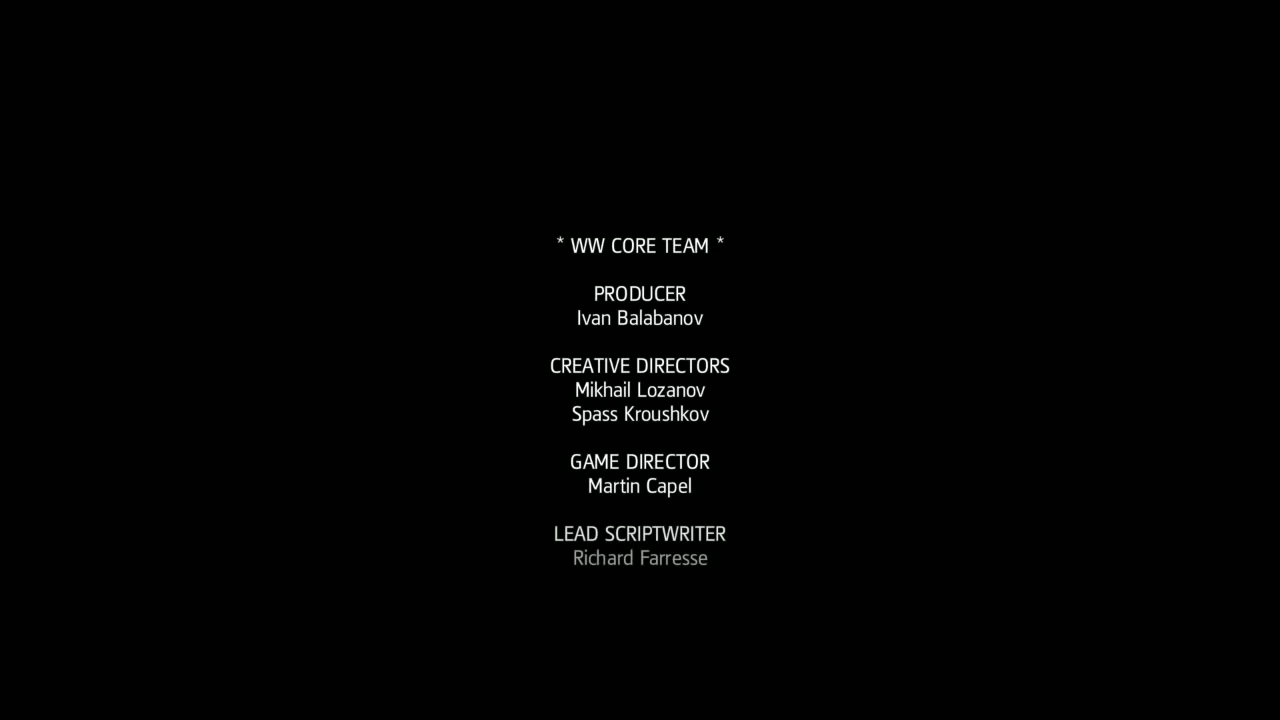 * WW CORE TEAM *
PRODUCER
Ivan Balabanov
CREATIVE DIRECTORS
Mikhail Lozanov
Spass Kroushkov
GAME DIRECTOR
Martin Capel
LEAD SCRIPTWRITER
Richard Farresse